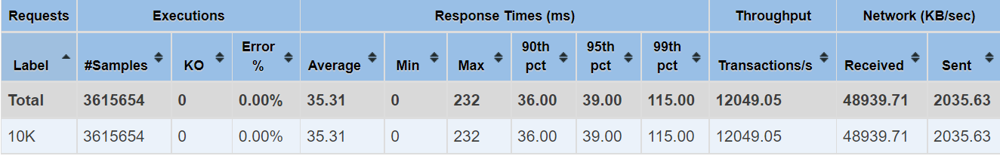 Requests Executions Response Times (ms) Throughput Network (KB/sec)
Label #Samples KO Error % Average Min Max 90th pct 95th pct 99th pct Transactions/s Received Sent
Total 3615654 0 0.00% 35.31 0 232 36.00 39.00 115.00 12049.05 48939.71 2035.63
10K 3615654 0 0.00% 35.31 0 232 36.00 39.00 115.00 12049.05 48939.71 2035.63